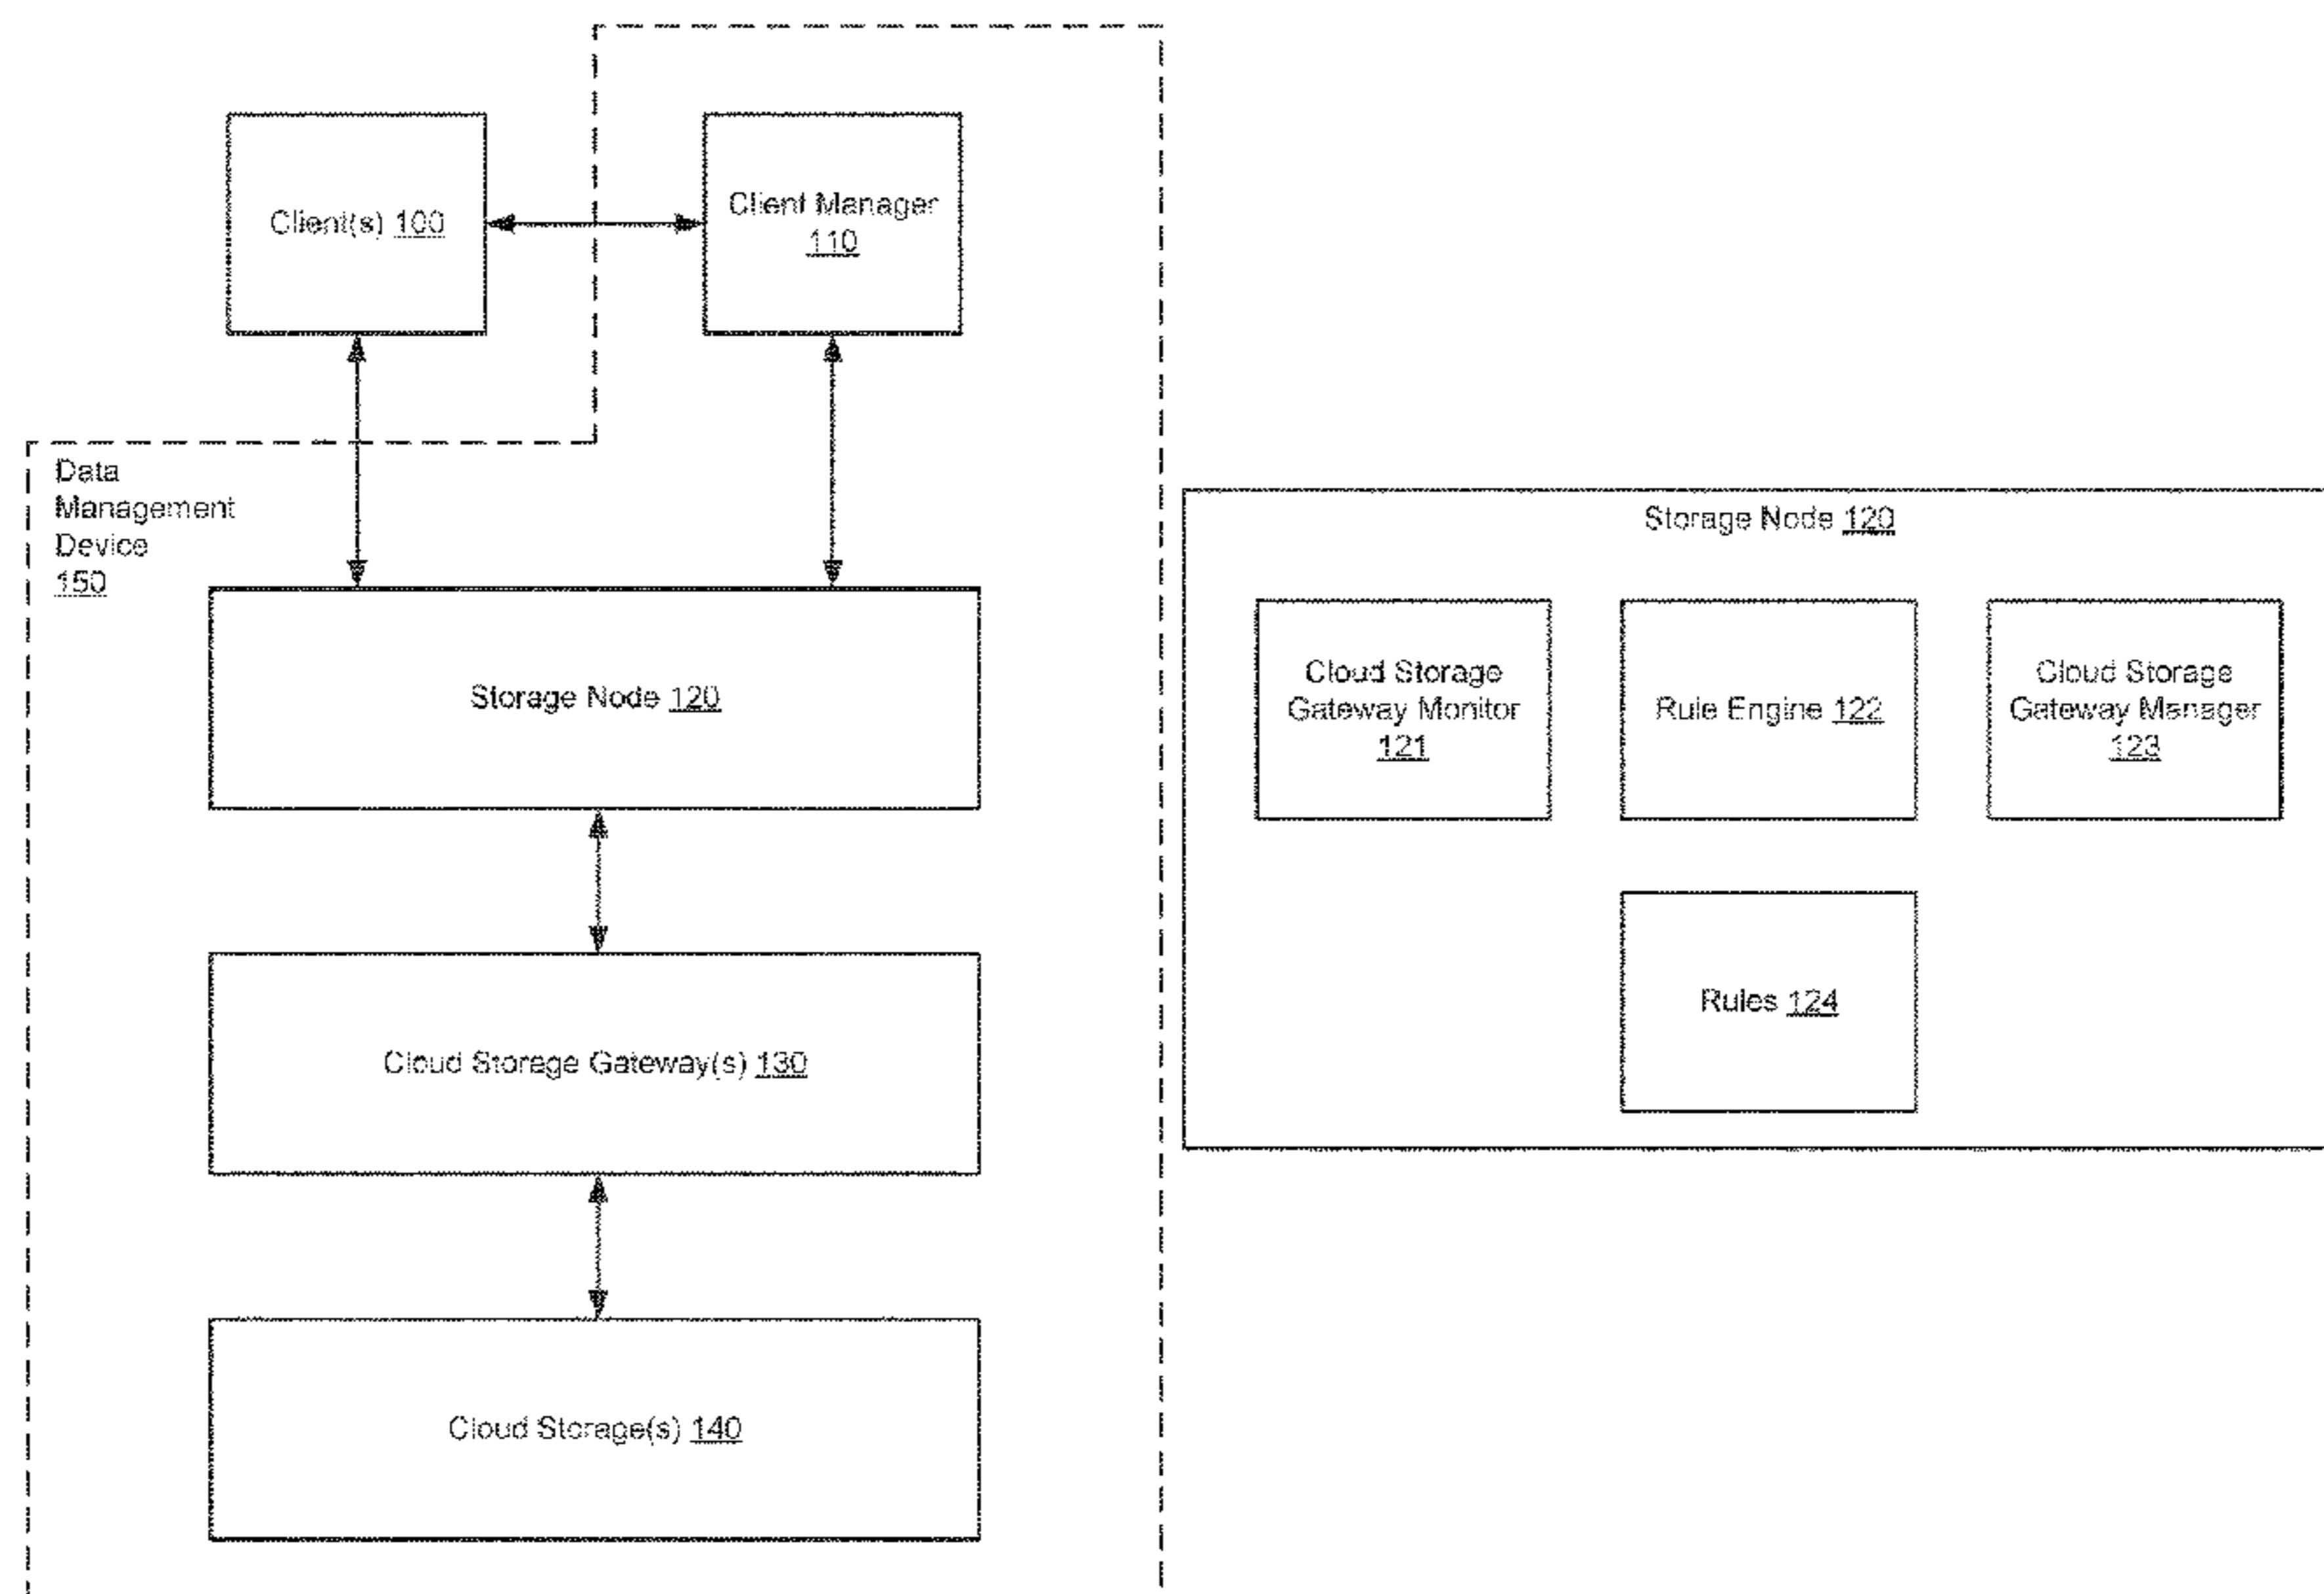 Client(s) 100
Client Manager
110
Data
Management
Device
150
Storage Node 120
Cloud Storage Gateway(s) 130
Cloud Storage(s) 140
Storage Node 120
Cloud Storage
Gateway Monitor
121
Rule Engine 122
Cloud Storage
Gateway Manager
123
Rules 124